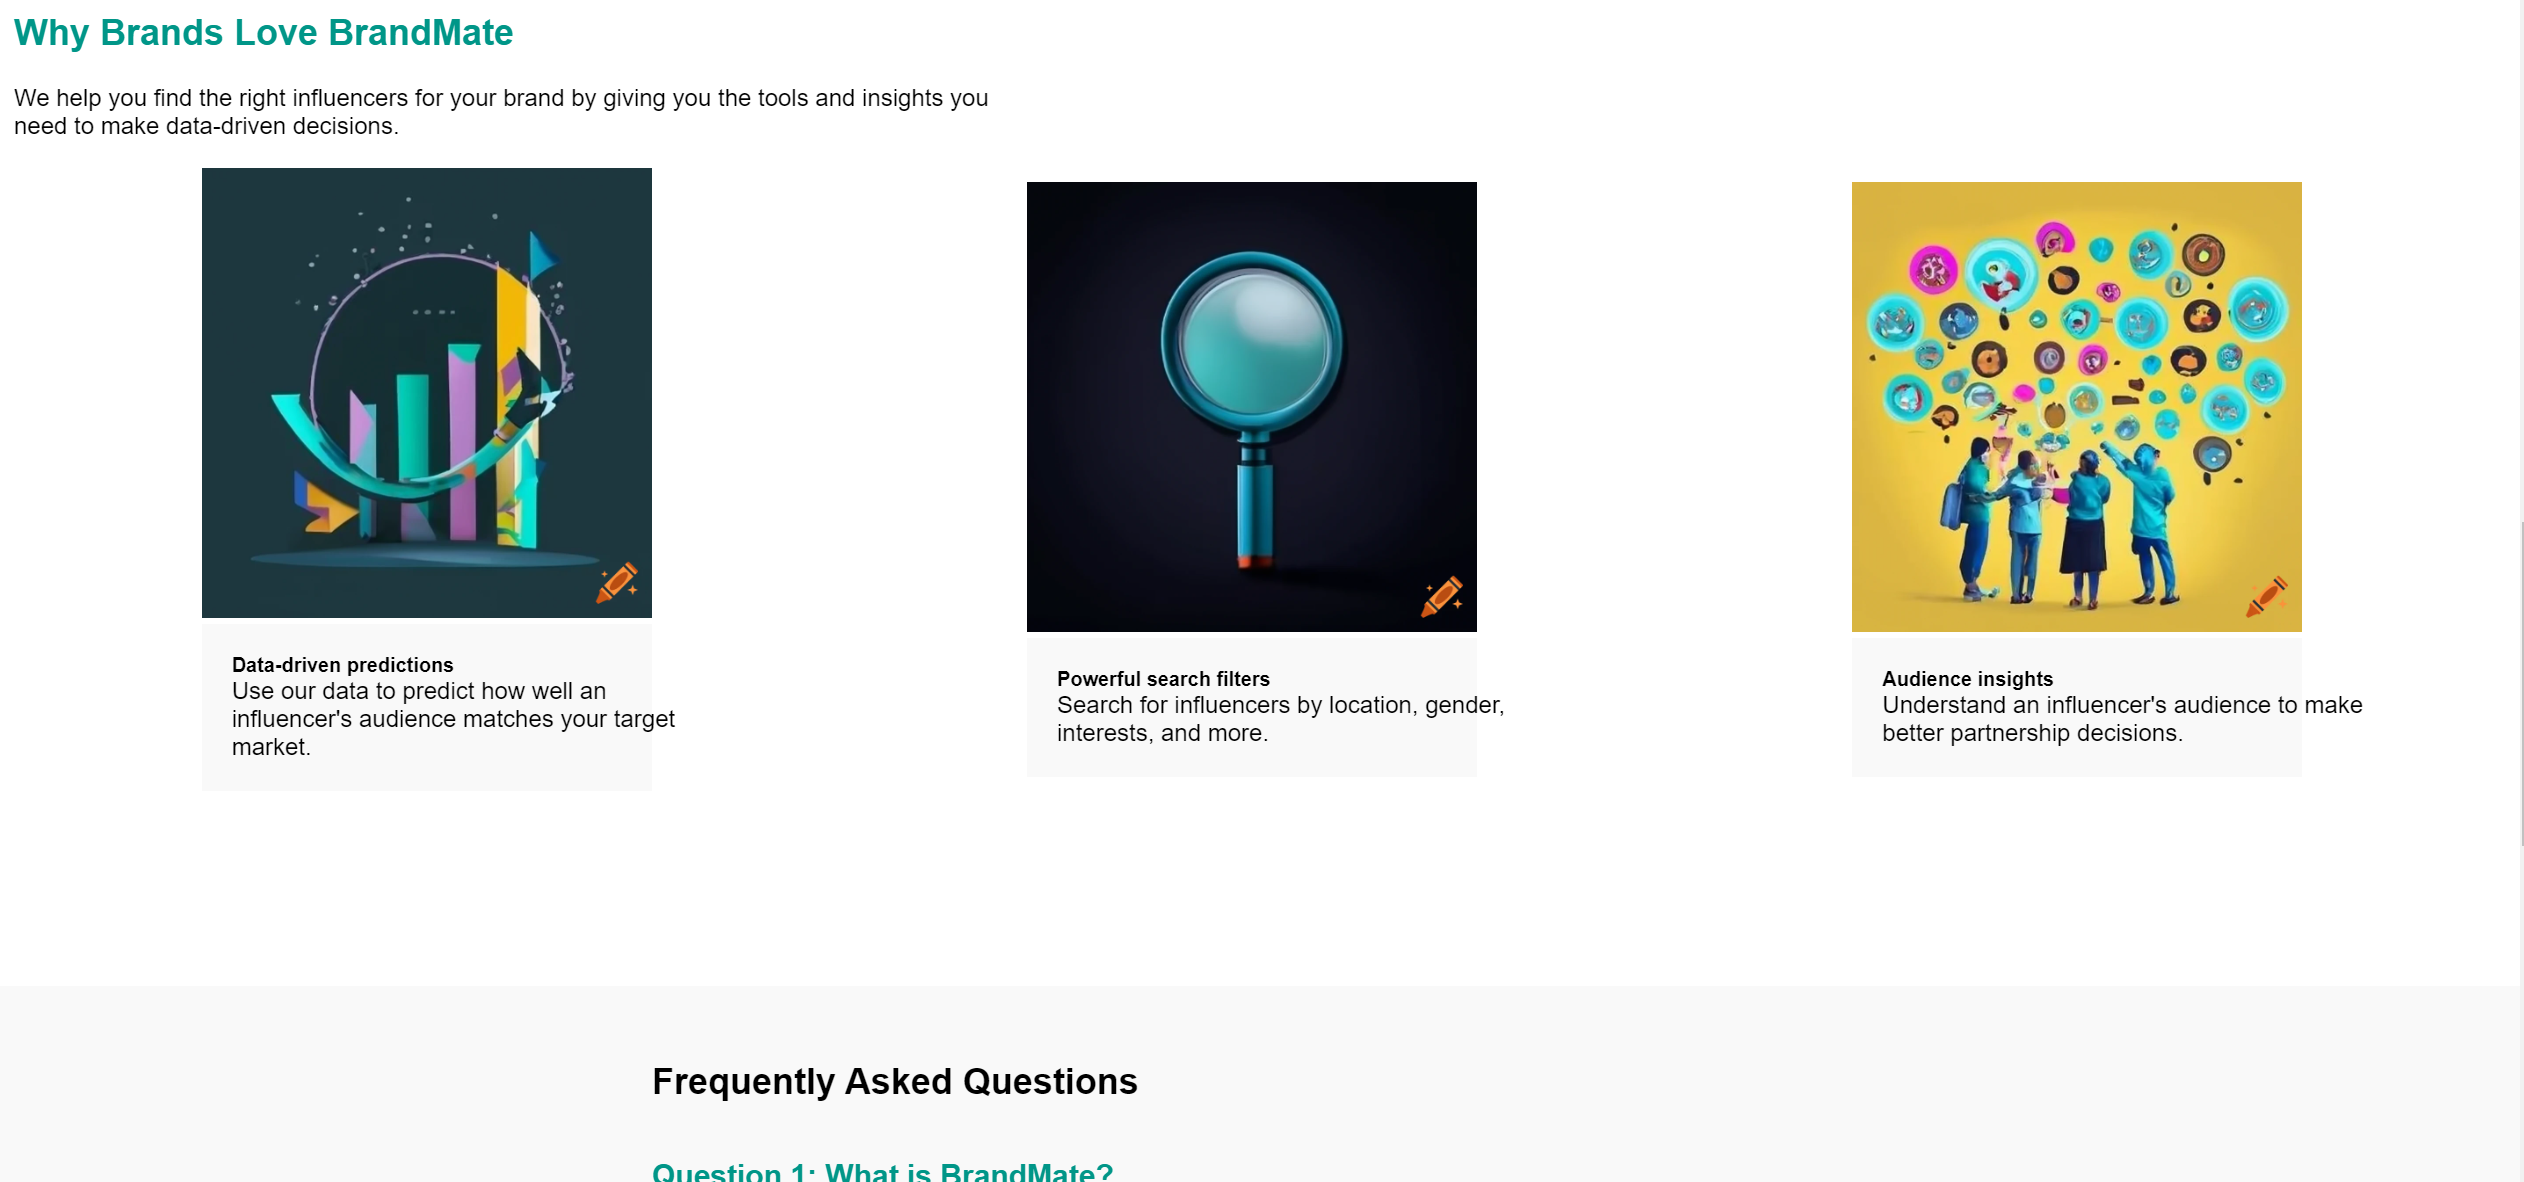 Why Brands Love BrandMate
We help you find the right influencers for your brand by giving you the tools and insights you
need to make data-driven decisions.
Data-driven predictions
Use our data to predict how well an
influencer's audience matches your target
market.
Powerful search filters
Search for influencers by location, gender,
interests, and more.
Audience insights
Understand an influencer's audience to make
better partnership decisions.
Frequently Asked Questions
Question 1: What is BrandMate?